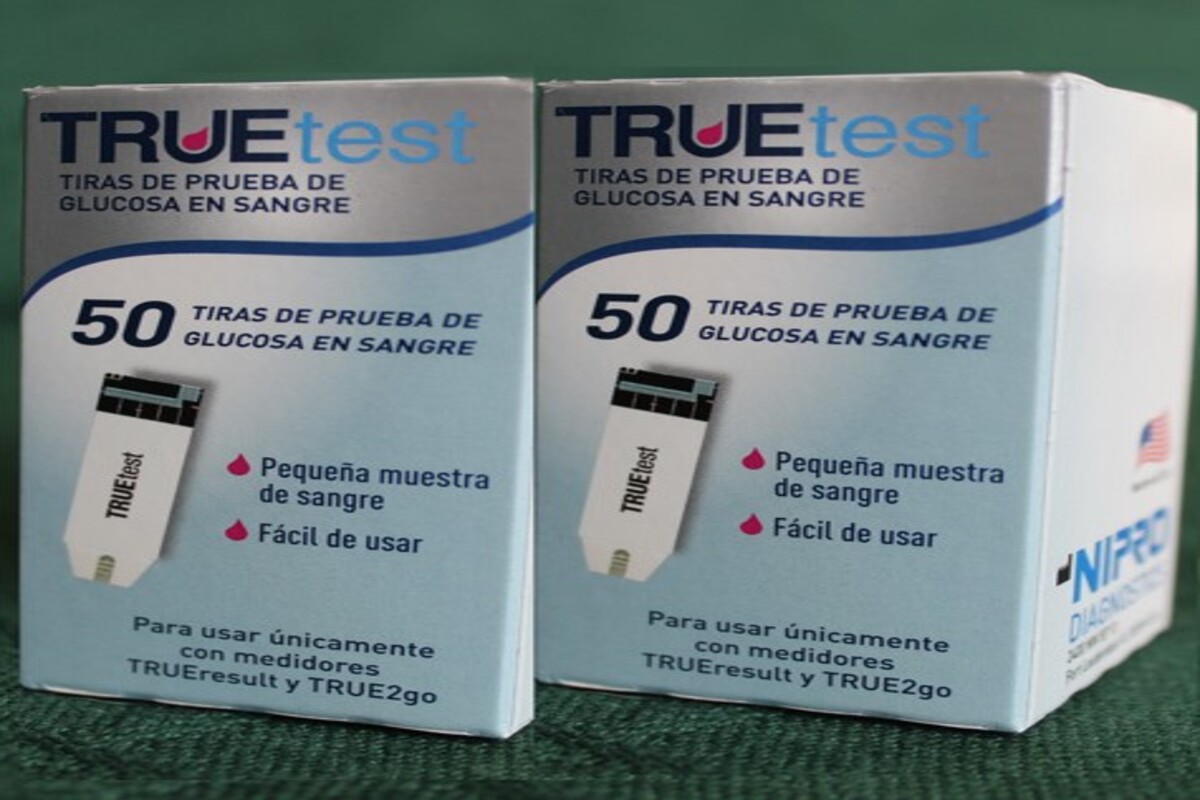 TRUEtest
TIRAS DE PRUEBA DE
GLUCOSA EN SANGRE
50 TIRAS DE PRUEBA DE
GLUCOSA EN SANGRE
TRUEtest
Pequeña muestra
de sangre
Fácil de usar
Para usar únicamente
con medidores
TRUEresult y TRUE2go
TRUEtest
TIRAS DE PRUEBA DE
GLUCOSA EN SANGRE
50 TIRAS DE PRUEBA DE
GLUCOSA EN SANGRE
TRUEtest
Pequeña muestra
de sangre
Fácil de usar
Para usar únicamente
con medidores
TRUEresult y TRUE2go
NIPRO
DIAGNOSTICS